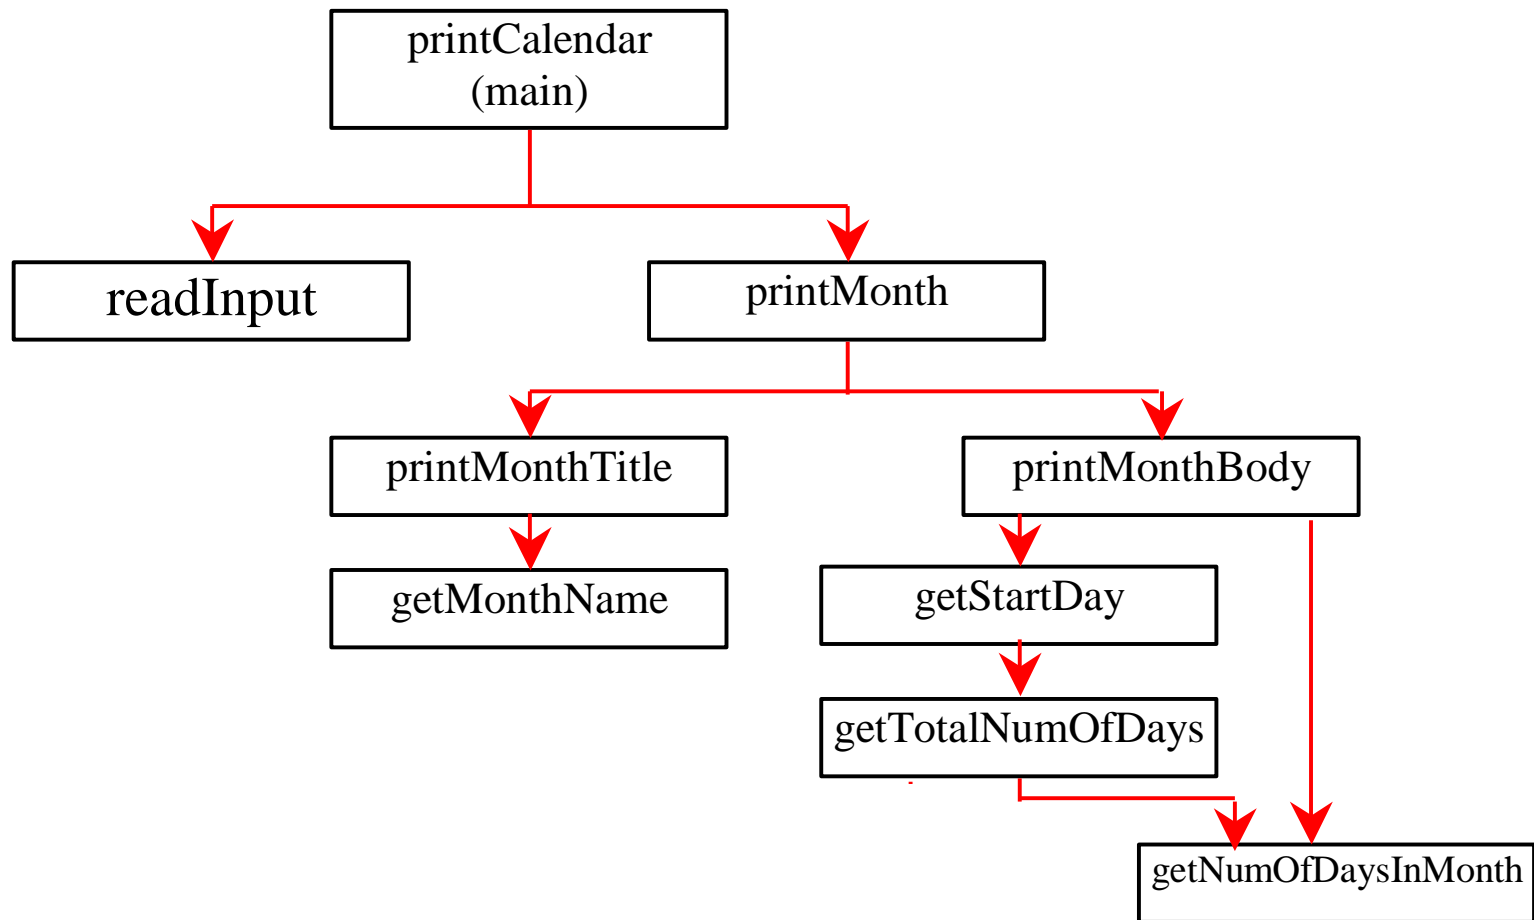 printCalendar
(main)
readInput
printMonth
printMonthTitle
printMonthBody
getMonthName
getStartDay
getTotalNumOfDays
getNumOfDaysInMonth